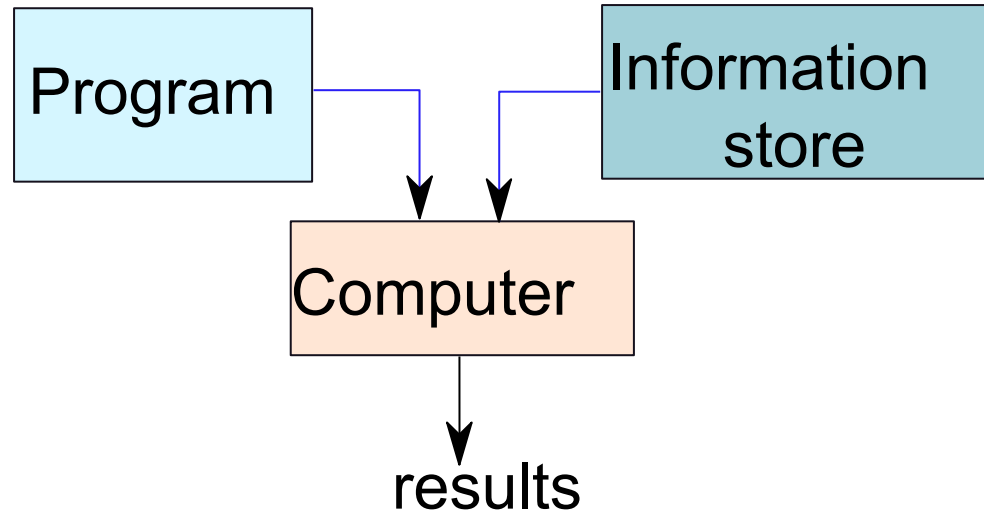 Program
Information
store
Computer
results